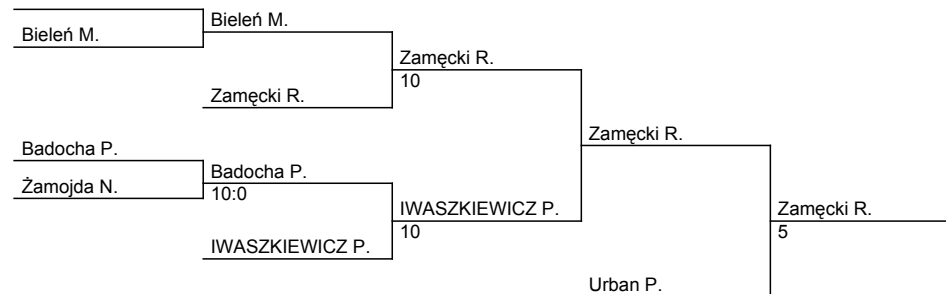 Bieleń M.
Bieleń M.
Zamęcki R.
10
Zamęcki R.
Zamęcki R.
Badocha P.
Badocha P.
Żamojda N.
10:0
IWASZKIEWICZ P.
Zamęcki R.
10
5
IWASZKIEWICZ P.
Urban P.